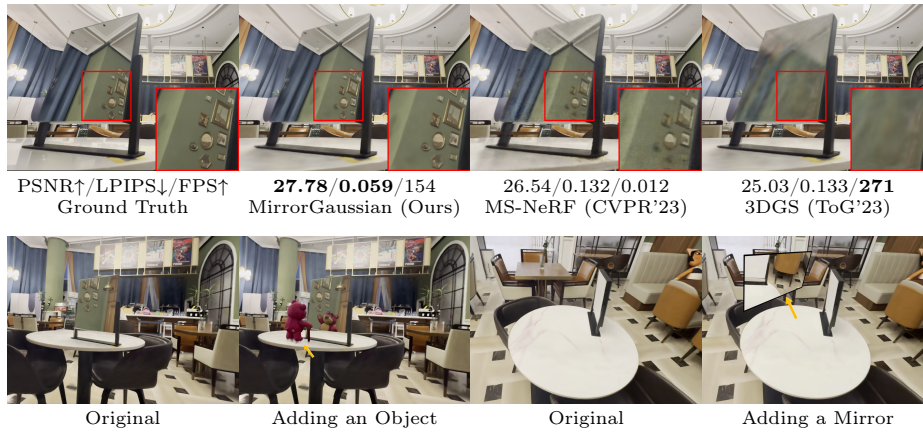 PSNR↑/LPIPS↓/FPS↑
Ground Truth
27.78/0.059/154
MirrorGaussian (Ours)
26.54/0.132/0.012
MS-NeRF (CVPR'23)
25.03/0.133/271
3DGS (ToG'23)
Original
Adding an Object
Original
Adding a Mirror